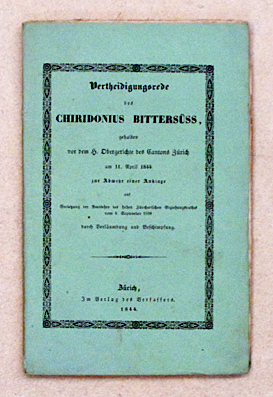 Vertheidigungsrede
des
CHIRIDONIUS BITTERSÜSS,
gehalten
vor dem H. Obergerichte des Cantons Zürich
am 11. April 1844
zur Abwehr einer Anklage
auf
Verletzung der Amtsehre des hohen Zürcherischen Erziehungsrathes
vom 6. September 1839
durch Verläumdung und Beschimpfung.
Zürich,
Im Verlag des Verfassers.
1844.